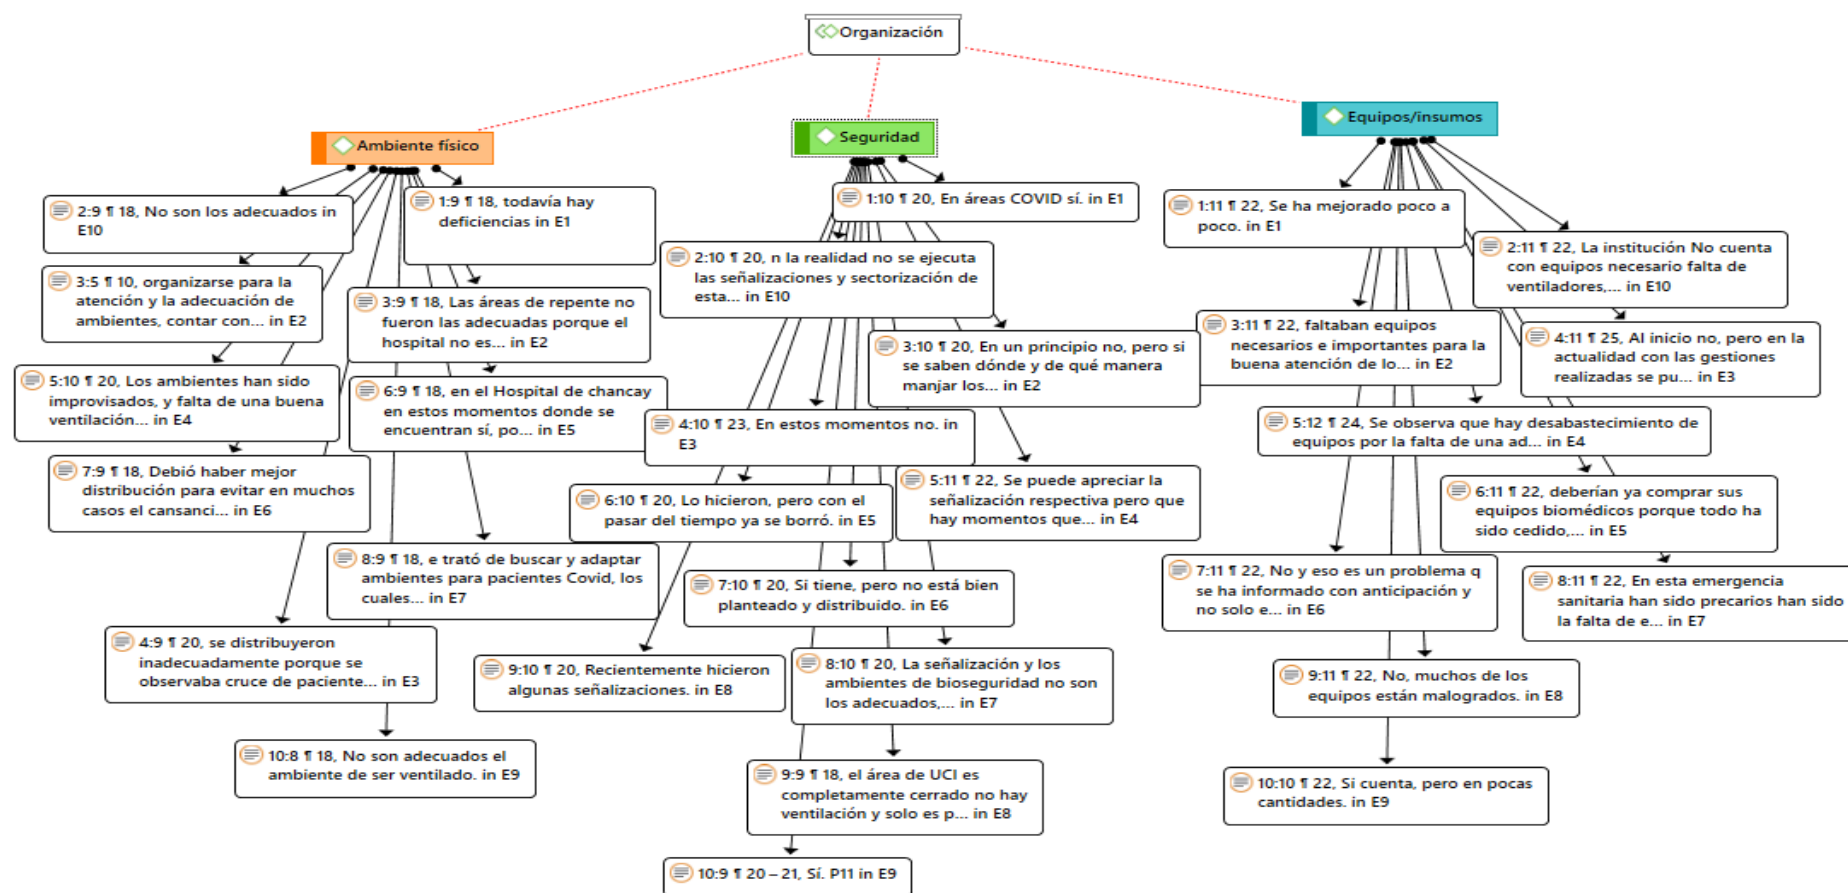 Organización
Ambiente físico
Seguridad
Equipos/insumos
2:9 ¶ 18, No son los adecuados in
E10
1:9 ¶ 18, todavía hay
deficiencias in E1
3:5 ¶ 10, organizarse para la
atención y la adecuación de
ambientes, contar con... in E2
3:9 ¶ 18, Las áreas de repente no
fueron las adecuadas porque el
hospital no es... in E2
5:10 ¶ 20, Los ambientes han sido
improvisados, y falta de una buena
ventilación... in E4
6:9 ¶ 18, en el Hospital de chancay
en estos momentos donde se
encuentran sí, po... in E5
7:9 ¶ 18, Debió haber mejor
distribución para evitar en muchos
casos el cansanci... in E6
8:9 ¶ 18, e trató de buscar y adaptar
ambientes para pacientes Covid, los
cuales... in E7
4:9 ¶ 20, se distribuyeron
inadecuadamente porque se
observaba cruce de paciente... in E3
10:8 ¶ 18, No son adecuados el
ambiente de ser ventilado. in E9
1:10 ¶ 20, En áreas COVID sí. in E1
2:10 ¶ 20, n la realidad no se ejecuta
las señalizaciones y sectorización de
esta... in E10
3:10 ¶ 20, En un principio no, pero si
se saben dónde y de qué manera
manjar los... in E2
4:10 ¶ 23, En estos momentos no. in
E3
5:11 ¶ 22, Se puede apreciar la
señalización respectiva pero que
hay momentos que... in E4
6:10 ¶ 20, Lo hicieron, pero con el
pasar del tiempo ya se borró. in E5
7:10 ¶ 20, Si tiene, pero no está bien
planteado y distribuido. in E6
9:10 ¶ 20, Recientemente hicieron
algunas señalizaciones. in E8
8:10 ¶ 20, La señalización y los
ambientes de bioseguridad no son
los adecuados,... in E7
9:9 ¶ 18, el área de UCI es
completamente cerrado no hay
ventilación y solo es p... in E8
10:9 ¶ 20 – 21, Sí. P11 in E9
1:11 ¶ 22, Se ha mejorado poco a
poco. in E1
2:11 ¶ 22, La institución No cuenta
con equipos necesario falta de
ventiladores,... in E10
3:11 ¶ 22, faltaban equipos
necesarios e importantes para la
buena atención de lo... in E2
4:11 ¶ 25, Al inicio no, pero en la
actualidad con las gestiones
realizadas se pu... in E3
5:12 ¶ 24, Se observa que hay desabastecimiento de
equipos por la falta de una ad... in E4
6:11 ¶ 22, deberían ya comprar sus
equipos biomédicos porque todo ha
sido cedido,... in E5
7:11 ¶ 22, No y eso es un problema q
se ha informado con anticipación y
no solo e... in E6
8:11 ¶ 22, En esta emergencia
sanitaria han sido precarios han sido
la falta de e... in E7
9:11 ¶ 22, No, muchos de los
equipos están malogrados. in E8
10:10 ¶ 22, Si cuenta, pero en pocas
cantidades. in E9